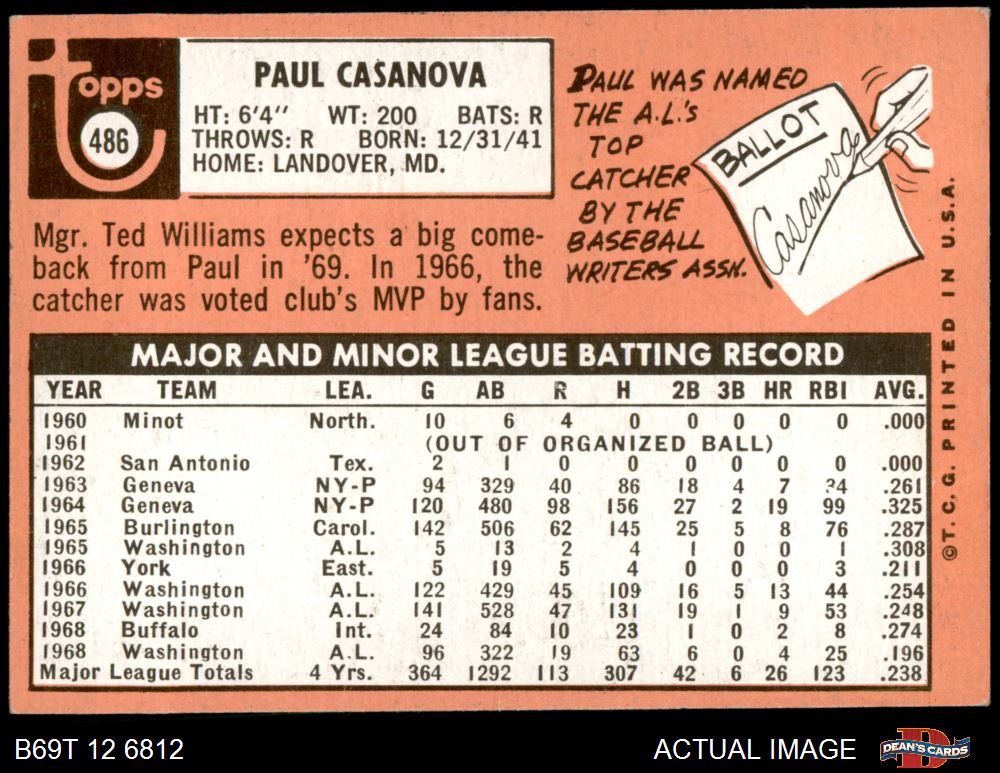 Topps
486
PAUL CASANOVA
HT: 6'4" WT: 200 BATS: R
THROWS: R BORN: 12/31/41
HOME: LANDOVER, MD.
Mgr. Ted Williams expects a big come-
back from Paul in '69. In 1966, the
catcher was voted club's MVP by fans.
PAUL WAS NAMED
THE A.L.'s
TOP
CATCHER
BY THE
BASEBALL
WRITERS ASSN.
BALLOT
Casanova
MAJOR AND MINOR LEAGUE BATTING RECORD
YEAR TEAM LEA. G AB R H 2B 3B HR RBI AVG.
1960 Minot North. 10 6 4 0 0 0 0 0 .000
1961 (OUT OF ORGANIZED BALL)
1962 San Antonio Tex. 2 1 0 0 0 0 0 0 .000
1963 Geneva NY-P 94 329 40 86 18 4 7 34 .261
1964 Geneva NY-P 120 480 98 156 27 2 19 99 .325
1965 Burlington Carol. 142 506 62 145 25 5 8 76 .287
1965 Washington A.L. 5 13 2 4 1 0 0 1 .308
1966 York East. 5 19 5 4 0 0 0 3 .211
1966 Washington A.L. 122 429 45 109 16 5 13 44 .254
1967 Washington A.L. 141 528 47 131 19 1 9 53 .248
1968 Buffalo Int. 24 84 10 23 1 0 2 8 .274
1968 Washington A.L. 96 322 19 63 6 0 4 25 .196
Major League Totals 4 Yrs. 364 1292 113 307 42 6 26 123 .238
©T.C.G. PRINTED IN U.S.A.
B69T 12 6812
ACTUAL IMAGE
DEAN'S CARDS